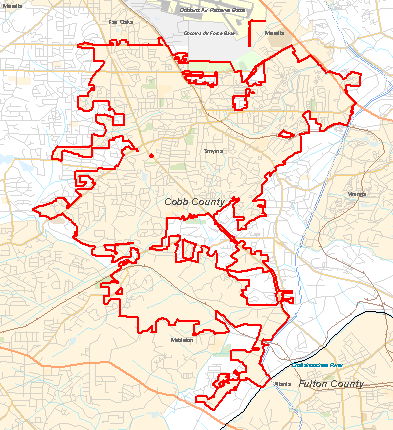 Marietta
Fair Oaks
Dobbins Air Reserve Base
Dobbins Air Force Base
Marietta
Smyrna
Vinings
Cobb County
Mableton
Chattahoochee River
Atlanta
Fulton County